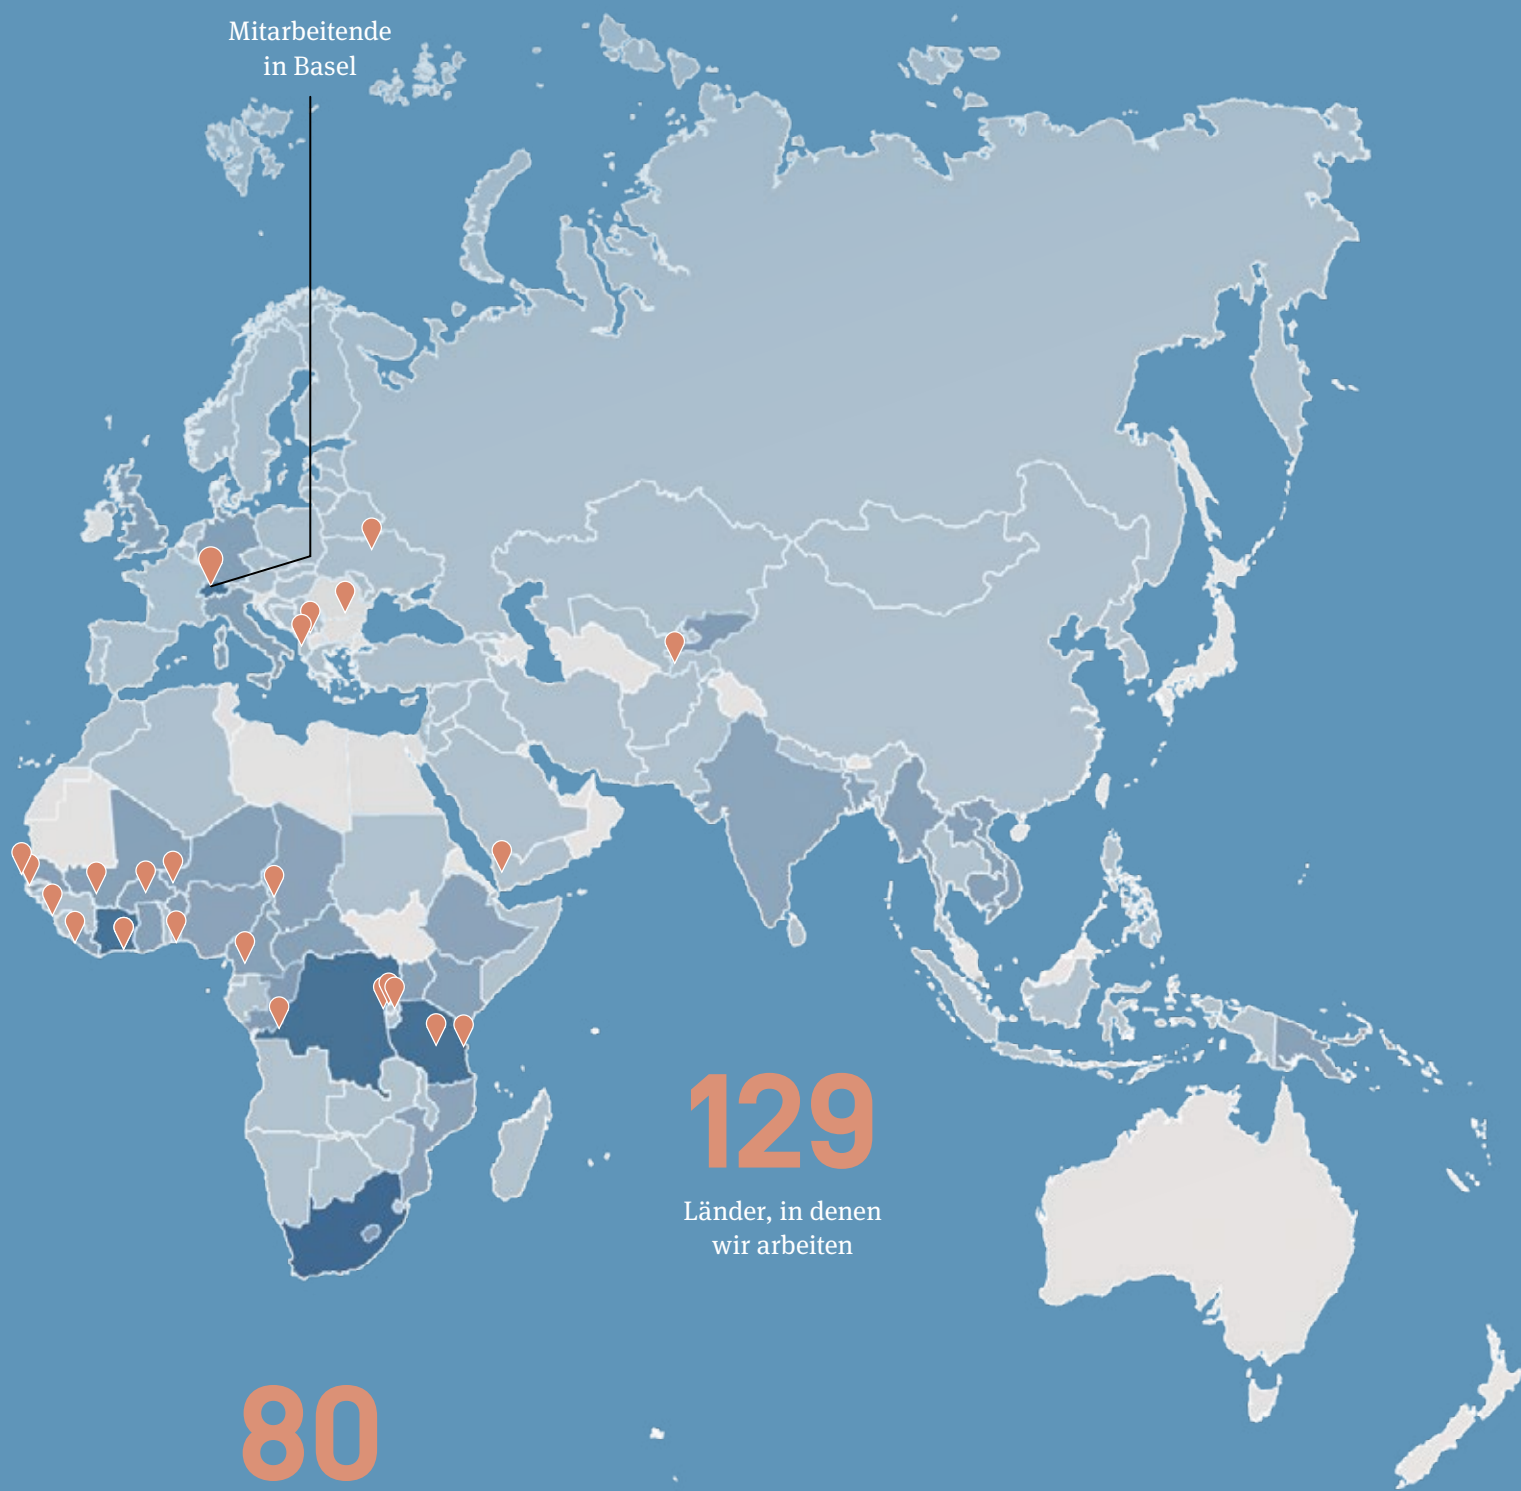 Mitarbeitende
in Basel
129
Länder, in denen
wir arbeiten
80